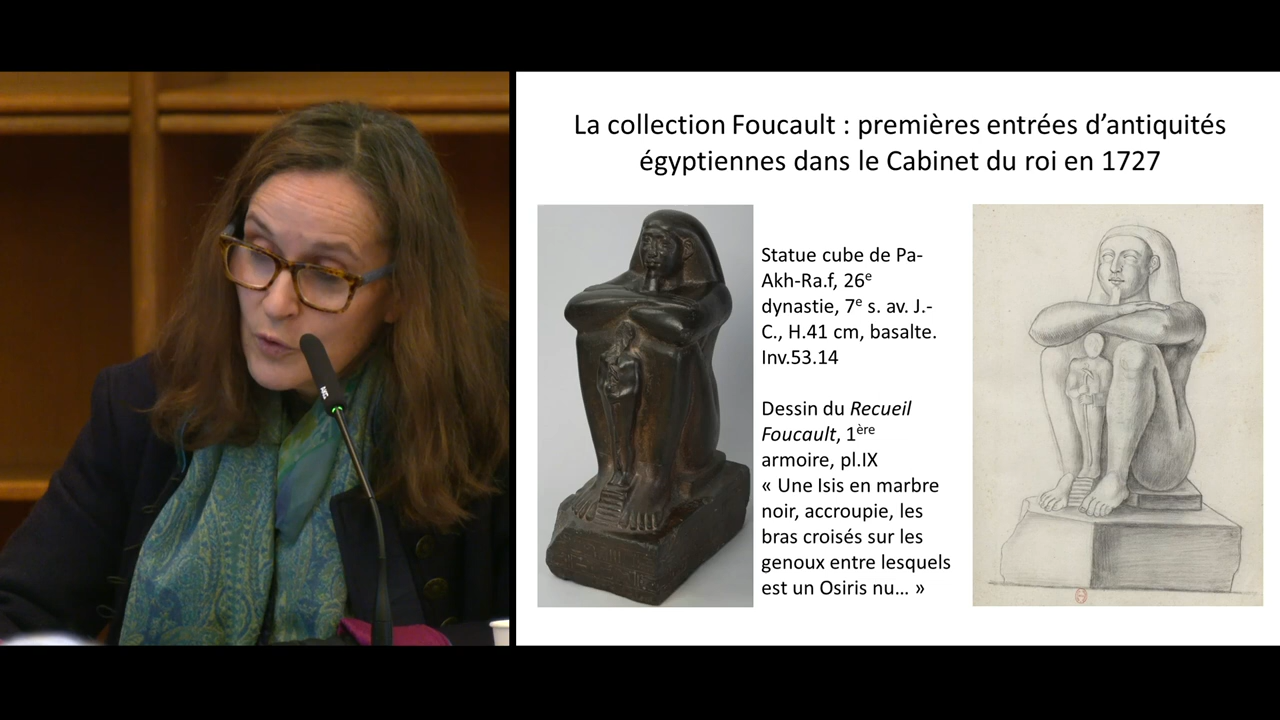 La collection Foucault : premières entrées d’antiquités
égyptiennes dans le Cabinet du roi en 1727
Statue cube de Pa-
Akh-Ra.f, 26e
dynastie, 7e s. av. J.-
C., H.41 cm, basalte.
Inv.53.14
Dessin du Recueil
Foucault, 1ère
armoire, pl.IX
« Une Isis en marbre
noir, accroupie, les
bras croisés sur les
genoux entre lesquels
est un Osiris nu… »